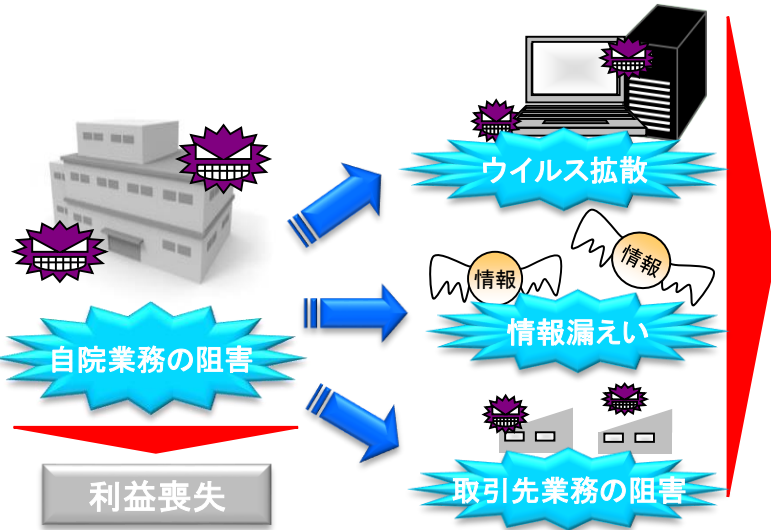 自院業務の阻害
利益喪失
ウイルス拡散
情報
情報
情報漏えい
取引先業務の阻害